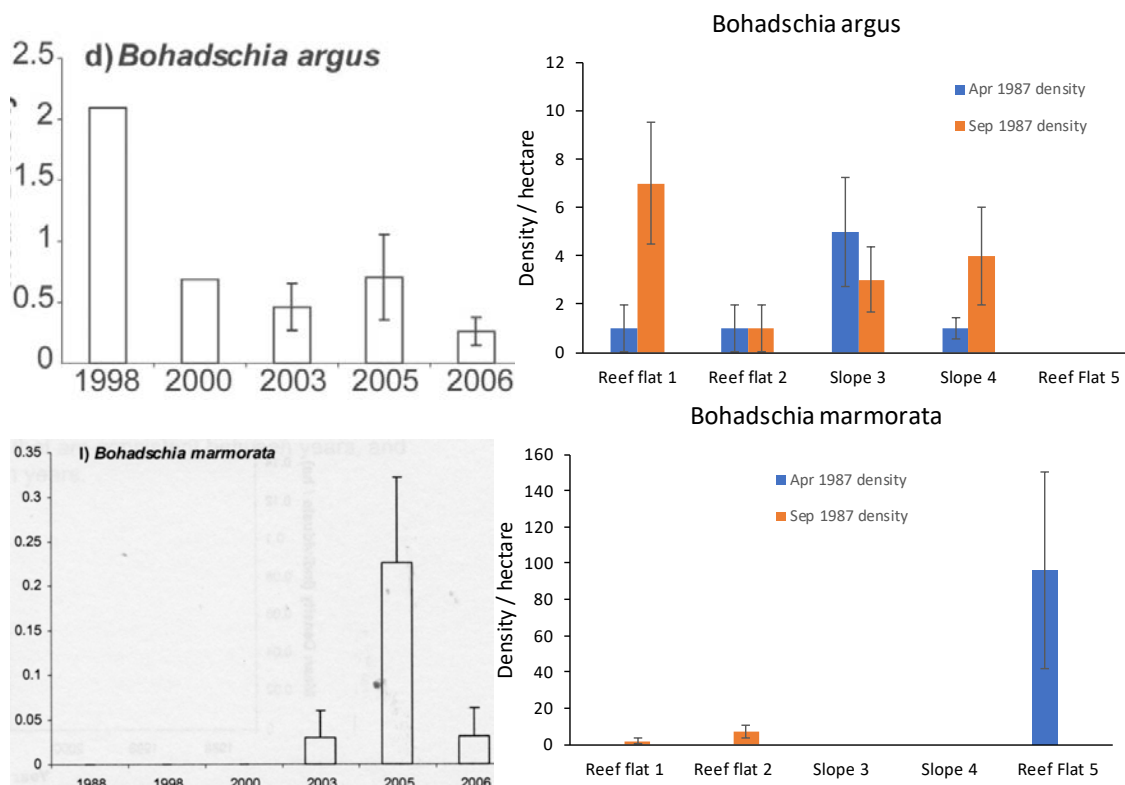 d) Bohadschia argus
2.5
2
1.5
1
0.5
0
1998 2000 2003 2005 2006
Bohadschia argus
Density / hectare
12
10
8
6
4
2
0
Apr 1987 density
Sep 1987 density
Reef flat 1 Reef flat 2 Slope 3 Slope 4 Reef Flat 5
l) Bohadschia marmorata
0.35
0.3
0.25
0.2
0.15
0.1
0.05
0
1988 1998 2000 2003 2005 2006
Bohadschia marmorata
Density / hectare
160
140
120
100
80
60
40
20
0
Apr 1987 density
Sep 1987 density
Reef flat 1 Reef flat 2 Slope 3 Slope 4 Reef Flat 5